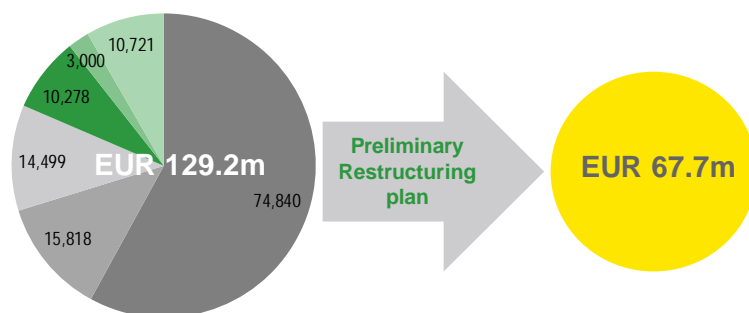 10,721
3,000
10,278
14,499
EUR 129.2m
74,840
15,818
Preliminary
Restructuring
plan
EUR 67.7m